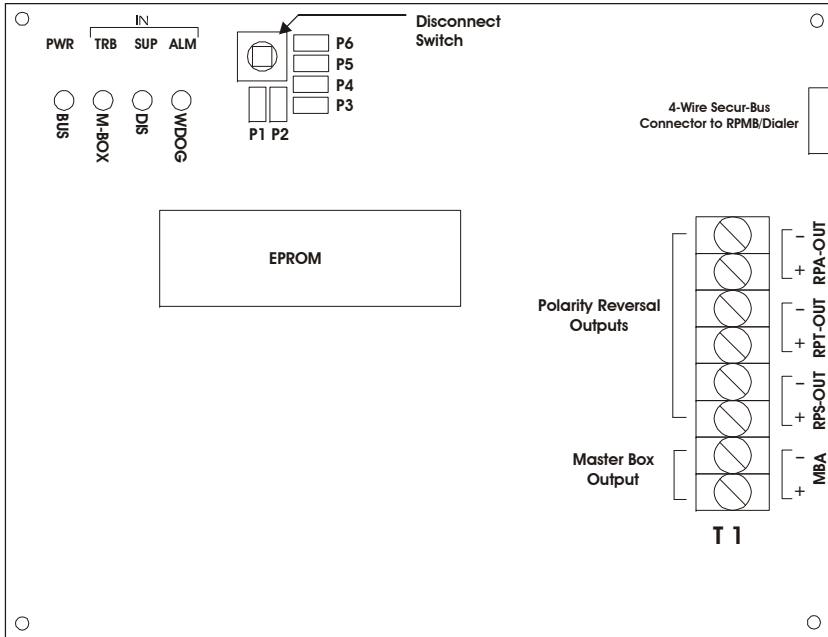 IN
PWR TRB SUP ALM
BUS
M-BOX
DIS
WDOG
Disconnect
Switch
P6
P5
P4
P3
P1 P2
4-Wire Secur-Bus
Connector to RPMB/Dialer
EPROM
Polarity Reversal
Outputs
Master Box
Output
–
+
RPA-OUT
–
+
RPT-OUT
–
+
RPS-OUT
–
+
MBA
T 1